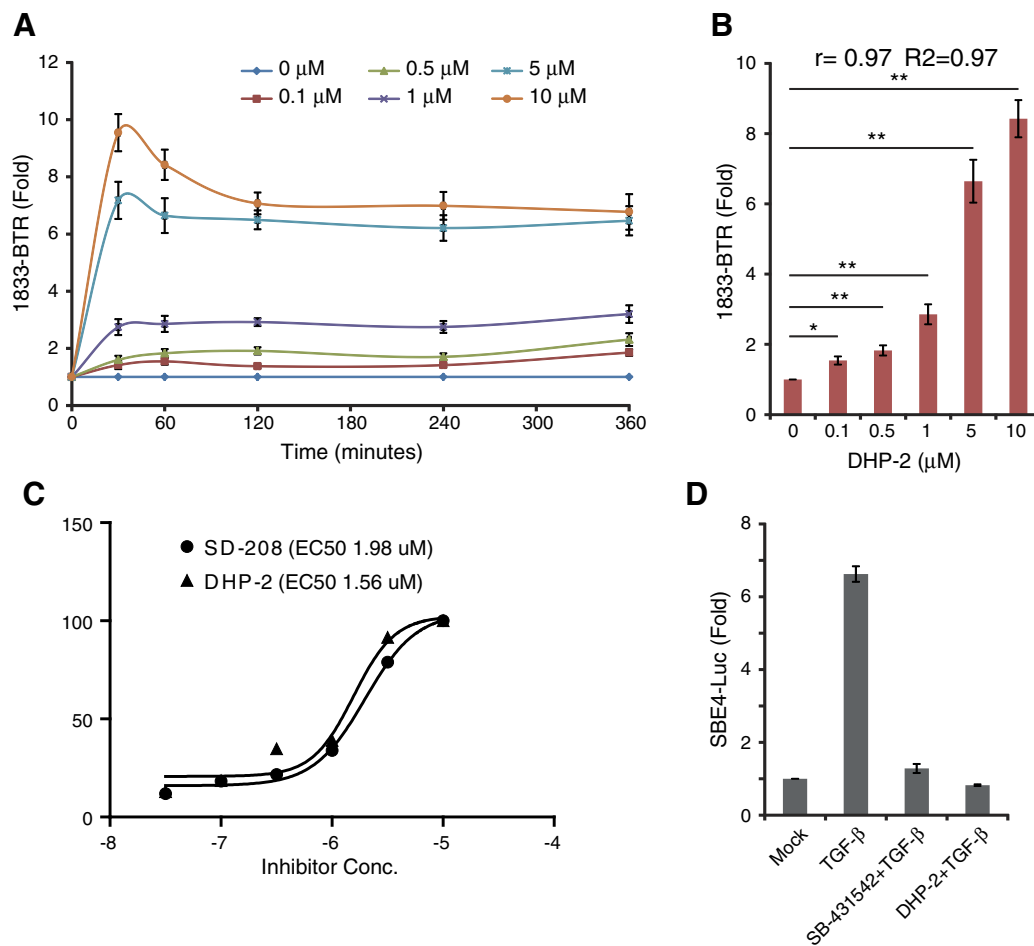 A
12
10
8
6
4
2
0
0 μM
0.5 μM
5 μM
0.1 μM
1 μM
10 μM
1833-BTR (Fold)
0 60 120 180 240 300 360
Time (minutes)
B
r= 0.97 R2=0.97
10
8
6
4
2
0
**
**
**
**
*
1833-BTR (Fold)
0 0.1 0.5 1 5 10
DHP-2 (μM)
C
150
100
50
0
SD-208 (EC50 1.98 uM)
DHP-2 (EC50 1.56 uM)
-8 -7 -6 -5 -4
Inhibitor Conc.
D
8
6
4
2
0
SBE4-Luc (Fold)
Mock
TGF-β
SB-431542+TGF-β
DHP-2+TGF-β